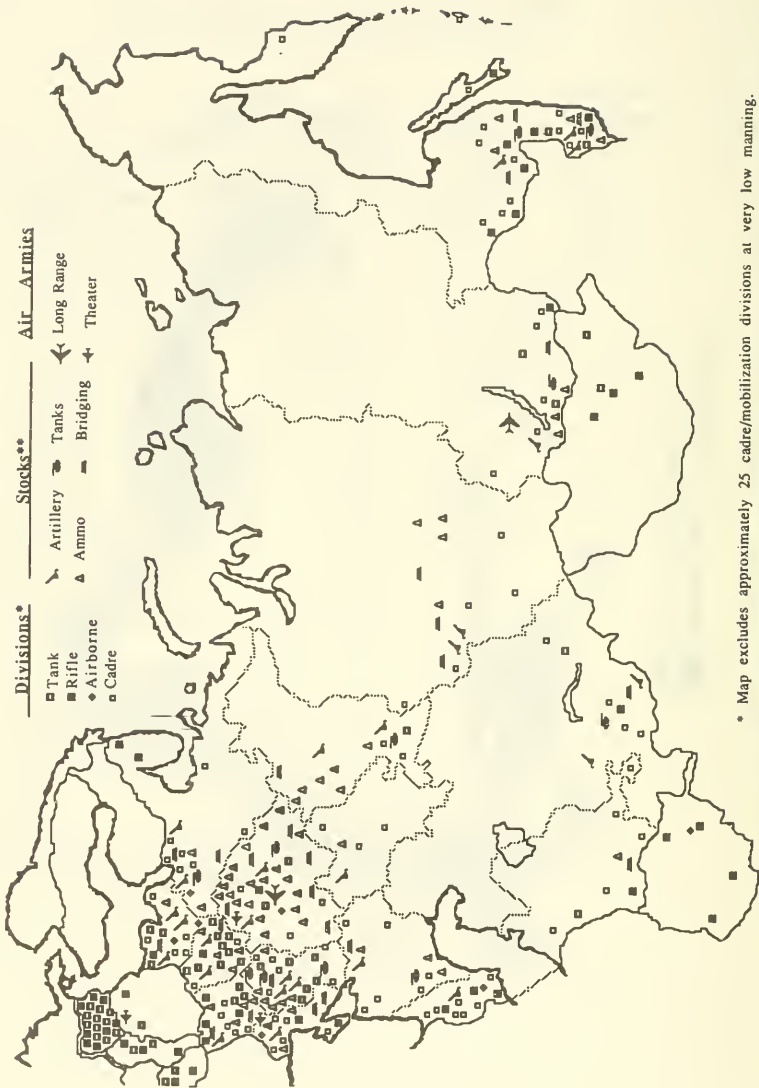 Divisions* Stocks** Air Armies
Tank Artillery Tanks Long Range
Rifle Ammo Bridging Theater
Airborne
Cadre
* Map excludes approximately 25 cadre/mobilization divisions at very low manning.